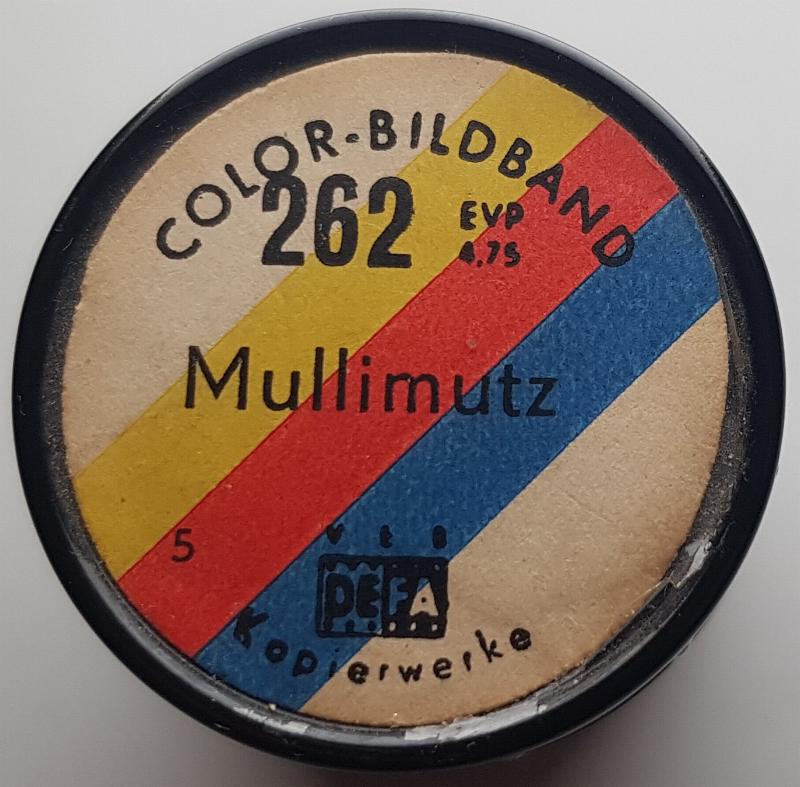 COLOR-BILDBAND
262
EVP
4,75
Mullimutz
5
VEB
DEFA
Kopierwerke